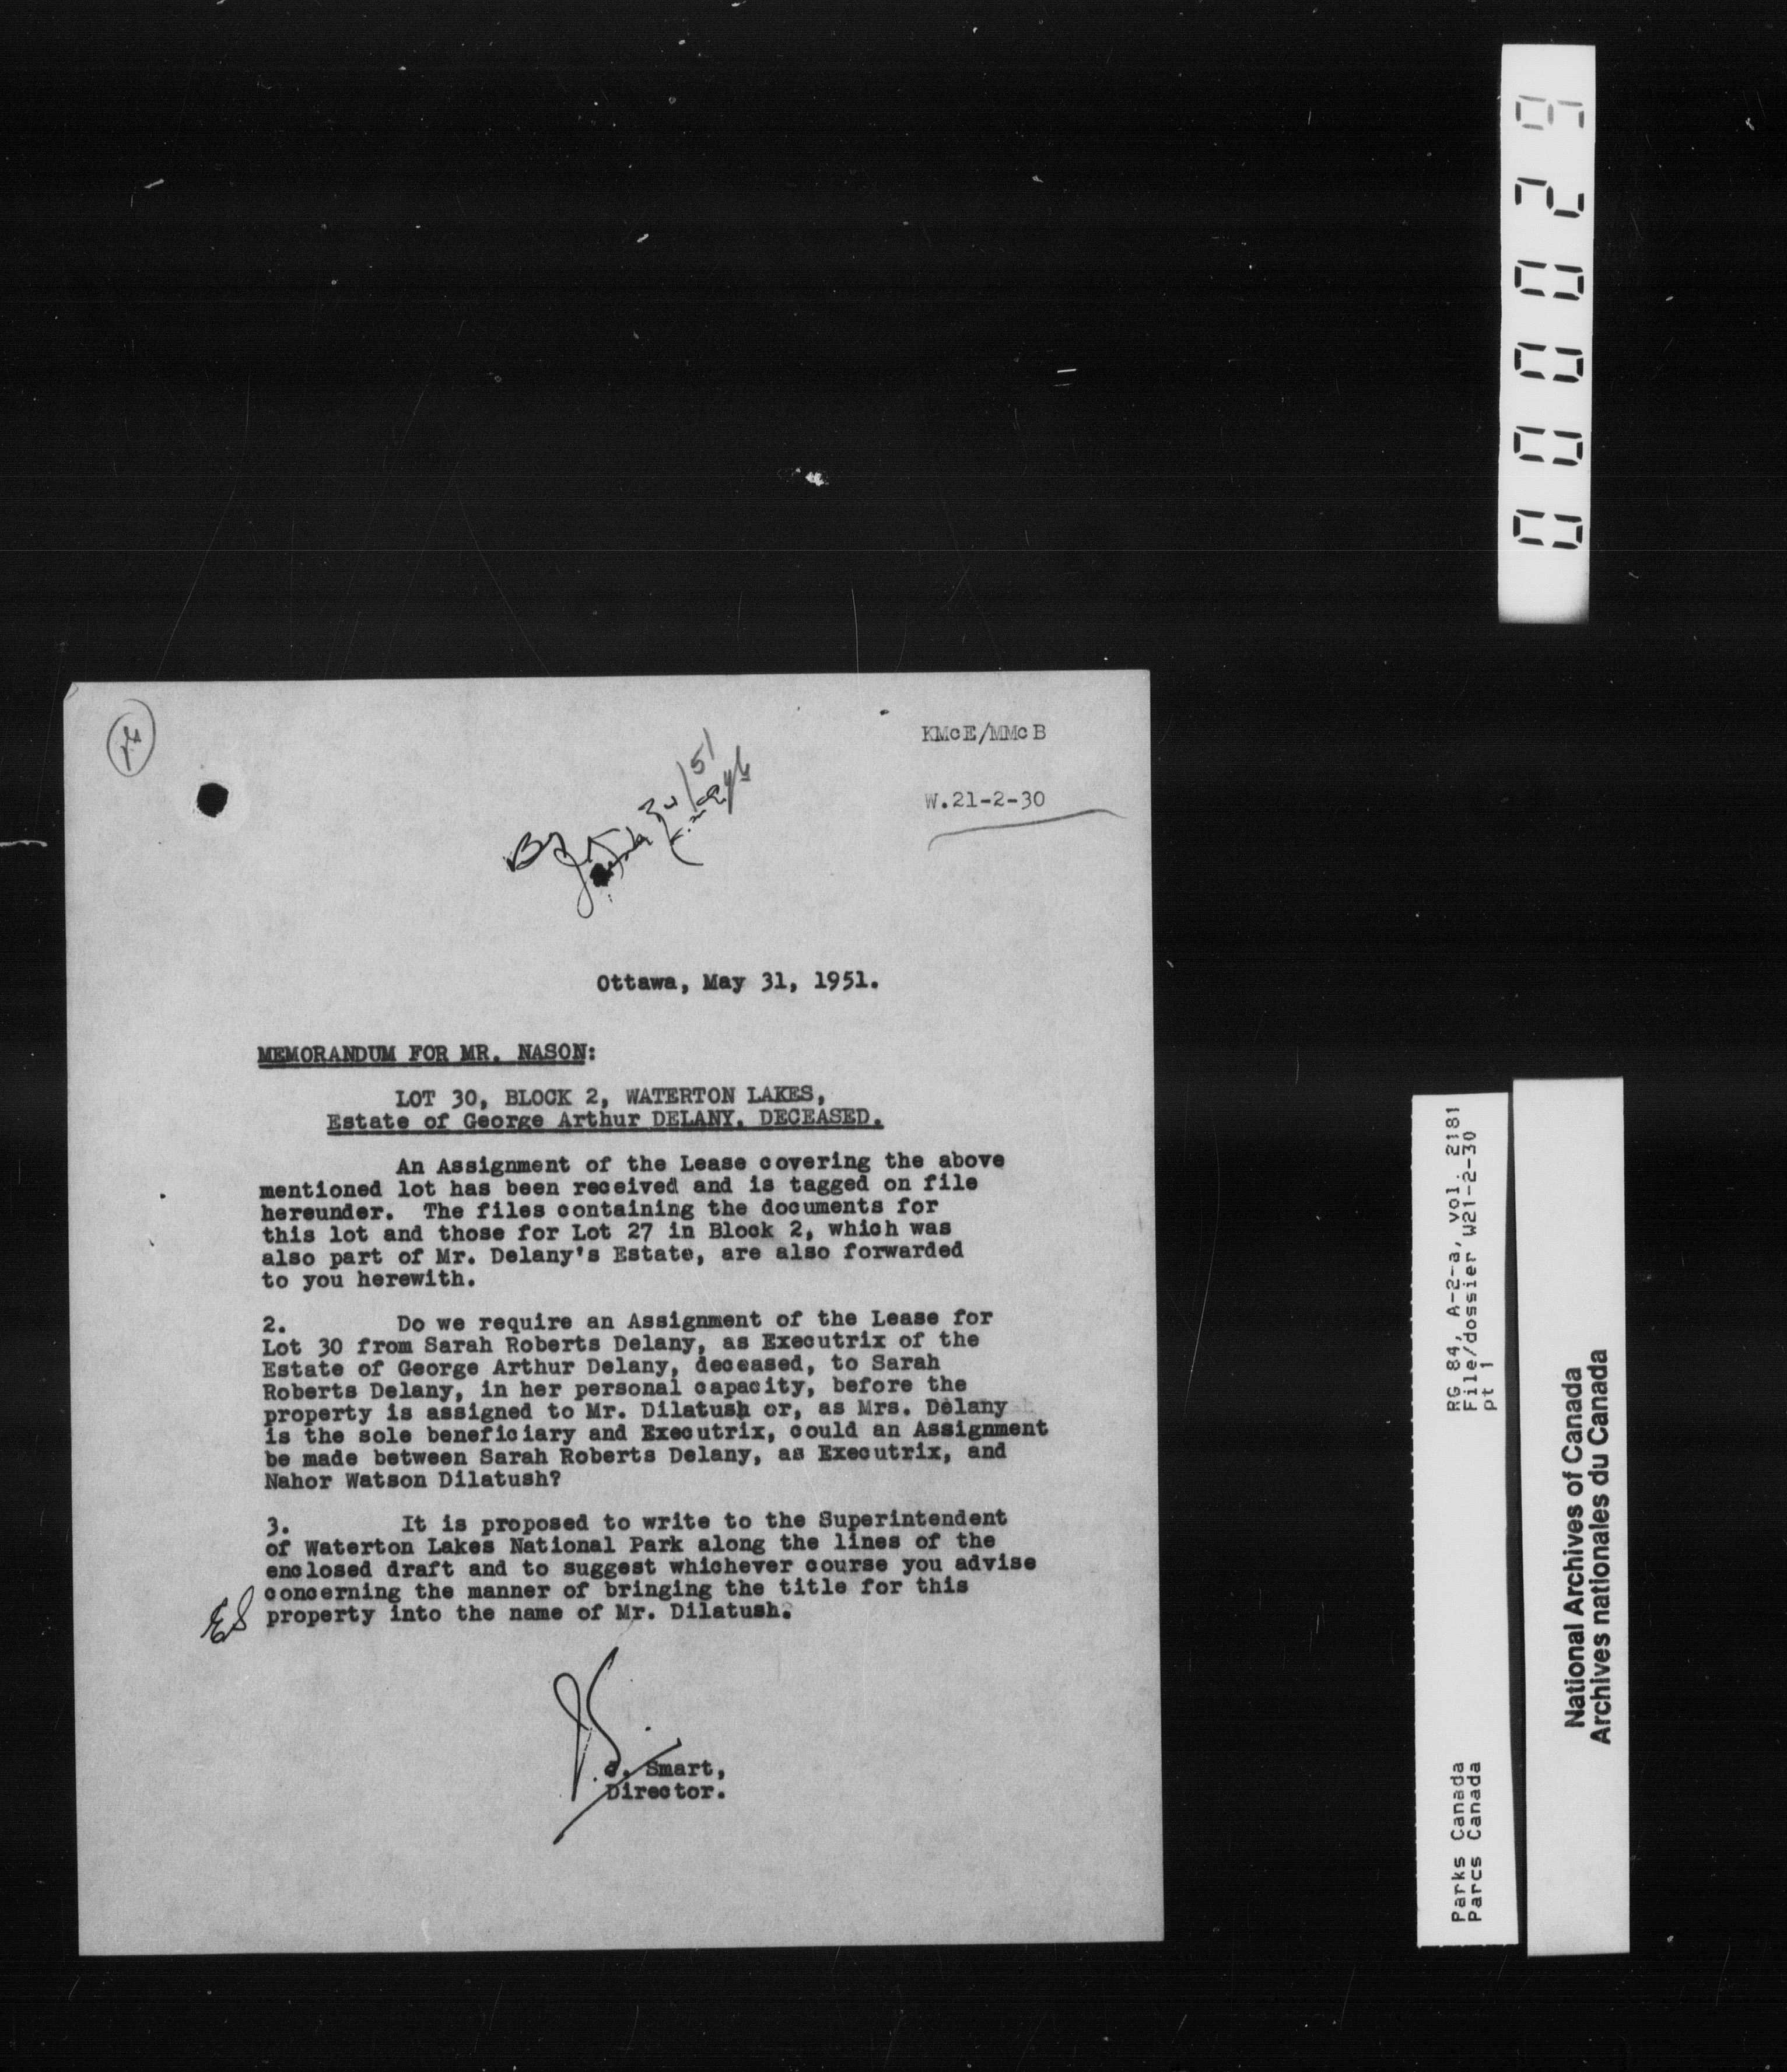 000029
KMcE/MMcB
W.21-2-30
Ottawa, May 31, 1951.
MEMORANDUM FOR MR. NASON:
LOT 30, BLOCK 2, WATERTON LAKES,
Estate of George Arthur DELANY, DECEASED.
An Assignment of the Lease covering the above
mentioned lot has been received and is tagged on file
hereunder. The files containing the documents for
this lot and those for Lot 27 in Block 2, which was
also part of Mr. Delany's Estate, are also forwarded
to you herewith.
2. Do we require an Assignment of the Lease for
Lot 30 from Sarah Roberts Delany, as Executrix of the
Estate of George Arthur Delany, deceased, to Sarah
Roberts Delany, in her personal capacity, before the
property is assigned to Mr. Dilatush or, as Mrs. Delany
is the sole beneficiary and Executrix, could an Assignment
be made between Sarah Roberts Delany, as Executrix, and
Nahor Watson Dilatush?
3. It is proposed to write to the Superintendent
of Waterton Lakes National Park along the lines of the
enclosed draft and to suggest whichever course you advise
concerning the manner of bringing the title for this
property into the name of Mr. Dilatush.
ES
J. Smart,
Director.
RG 84, A-2-a, vol. 2181
File/dossier W21-2-30
pt 1
Parks Canada
Parcs Canada
National Archives of Canada
Archives nationales du Canada